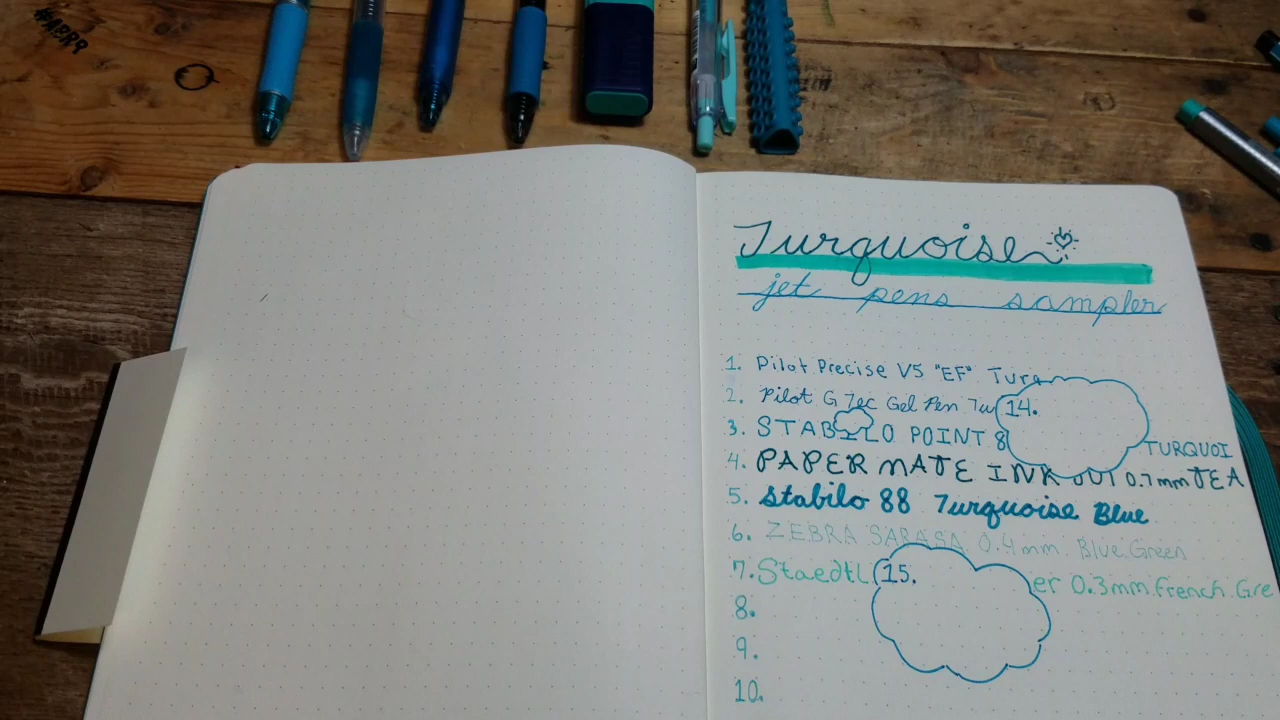 #ABR9
Turquoise
jet pens sampler
1. Pilot Precise V5 "EF" Turq
2. Pilot G Tec Gel Pen Tu
14.
3. STABILO POINT 8
TURQUOI
4. PAPER MATE INK JOY 0.7mm TEA
5. Stabilo 88 Turquoise Blue
6. ZEBRA SARASA 0.4mm Blue Green
7. Staedtl
15.
er 0.3mm French Gre
8.
9.
10.